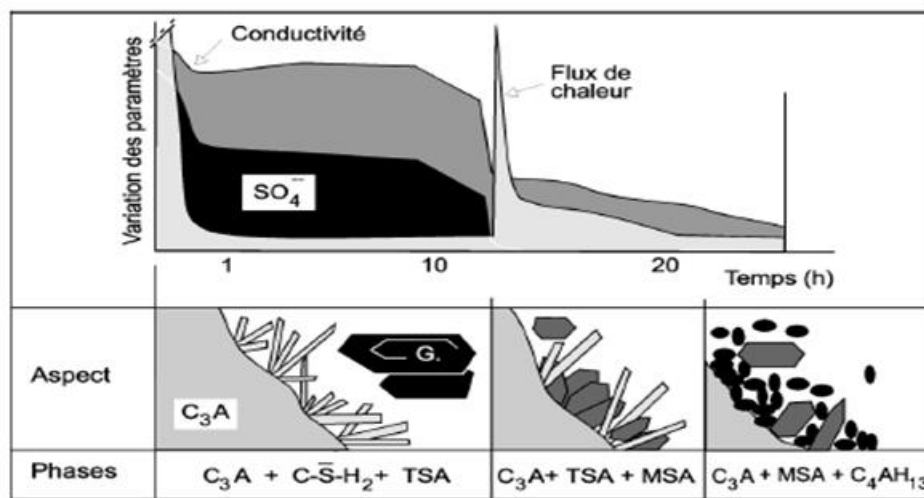 Variation des paramètres
Conductivité
Flux de
chaleur
SO₄⁻⁻
1 10 20 Temps (h)
Aspect
G.
C₃A
Phases
C₃A + C-S̅-H₂+ TSA
C₃A+ TSA + MSA
C₃A + MSA + C₄AH₁₃